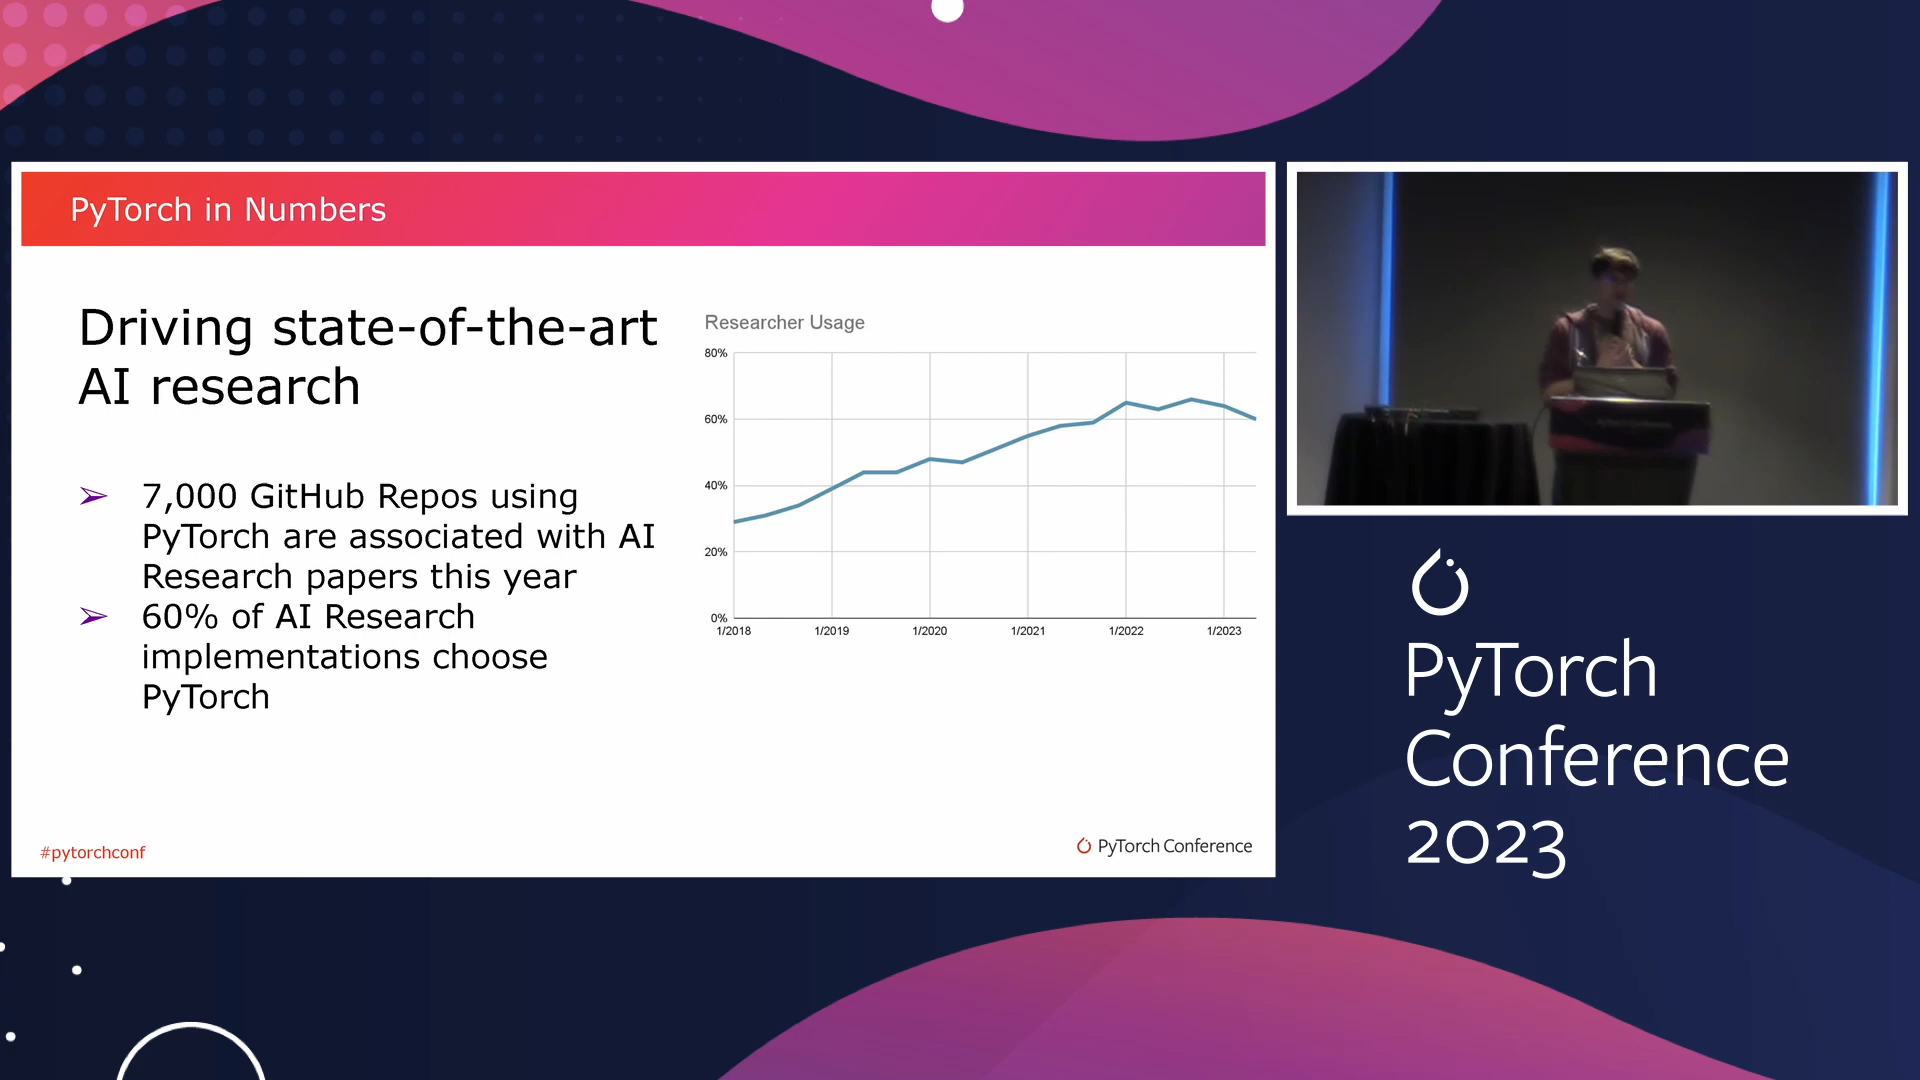 PyTorch in Numbers
Driving state-of-the-art
AI research
➢ 7,000 GitHub Repos using
PyTorch are associated with AI
Research papers this year
➢ 60% of AI Research
implementations choose
PyTorch
Researcher Usage
80%
60%
40%
20%
0%
1/2018 1/2019 1/2020 1/2021 1/2022 1/2023
#pytorchconf
PyTorch Conference
PyTorch
Conference
2023